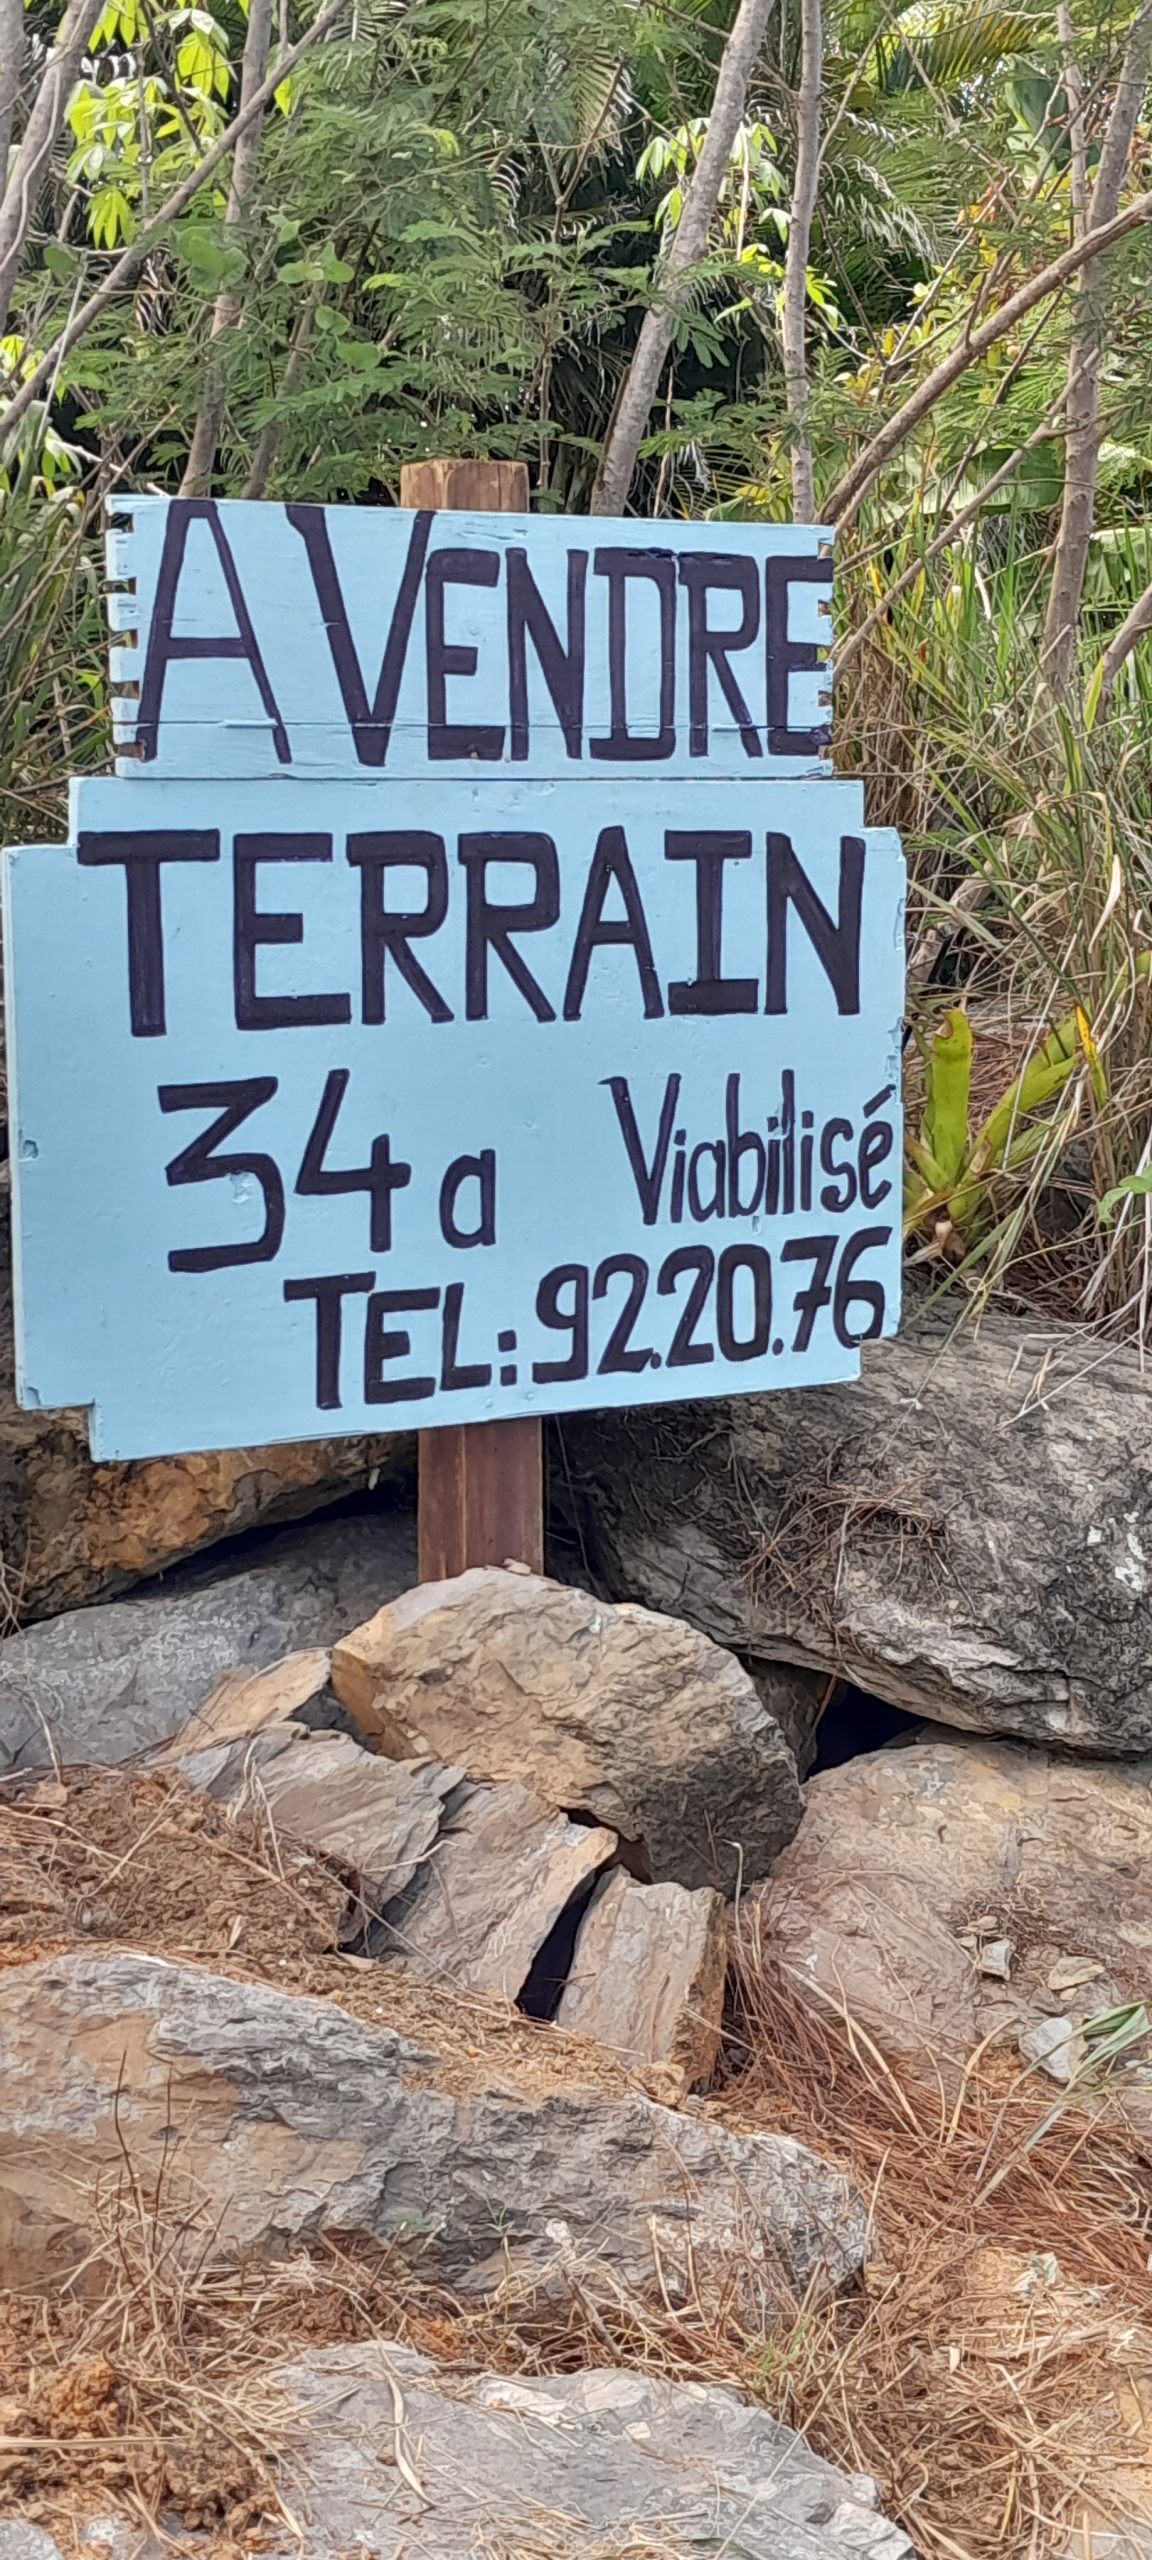 A VENDRE
TERRAIN
34 a Viabilisé
TEL: 92.20.76